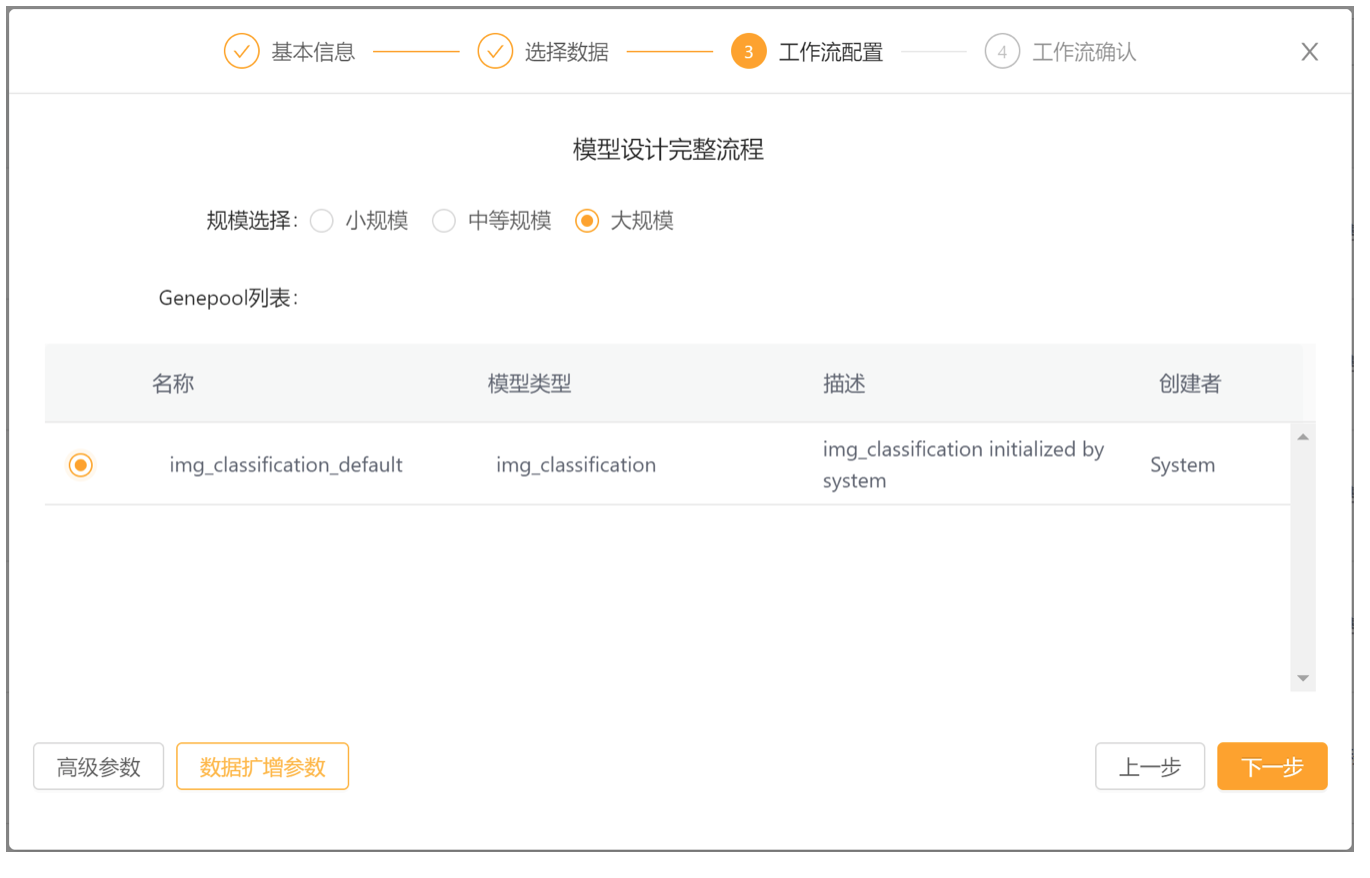 基本信息 选择数据 3 工作流配置 4 工作流确认 X
模型设计完整流程
规模选择: 小规模 中等规模 大规模
Genepool列表:
名称 模型类型 描述 创建者
img_classification_default img_classification img_classification initialized by System
system
高级参数 数据扩增参数 上一步 下一步